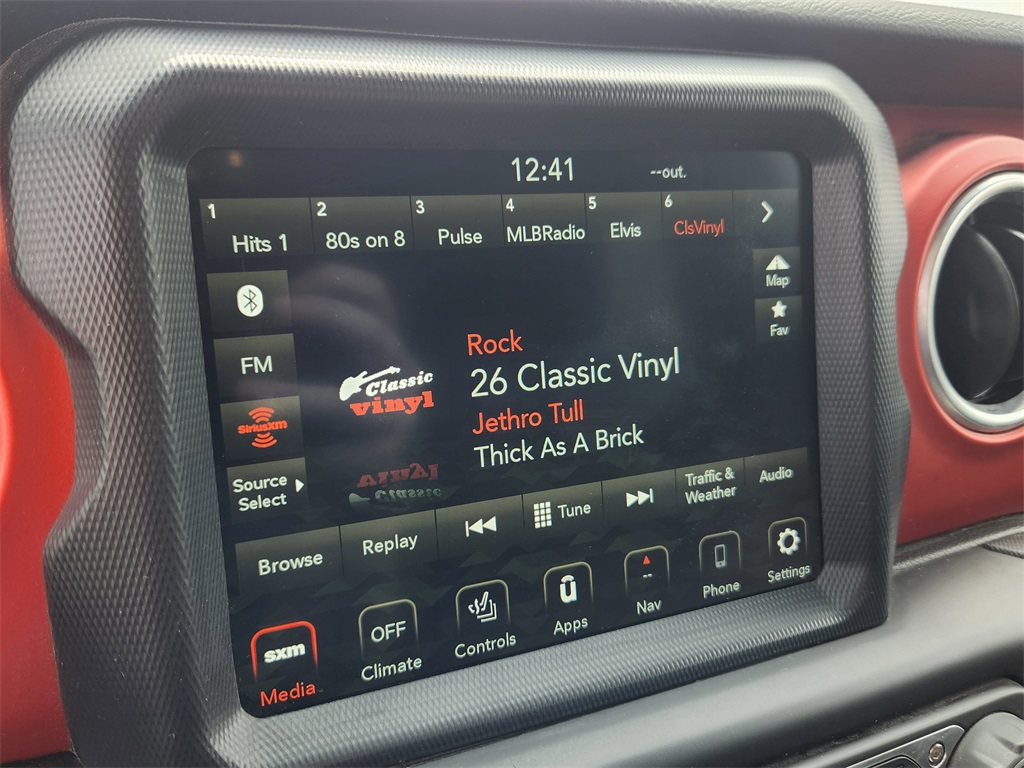 12:41
--out.
1
2
3
4
5
6
Hits 1
80s on 8
Pulse
MLBRadio
Elvis
ClsVinyl
Map
Fav
FM
SiriusXM
Source
Select
Classic
vinyl
Rock
26 Classic Vinyl
Jethro Tull
Thick As A Brick
Browse
Replay
Tune
Traffic &
Weather
Audio
sxm
Media
OFF
Climate
Controls
Apps
--
Nav
Phone
Settings